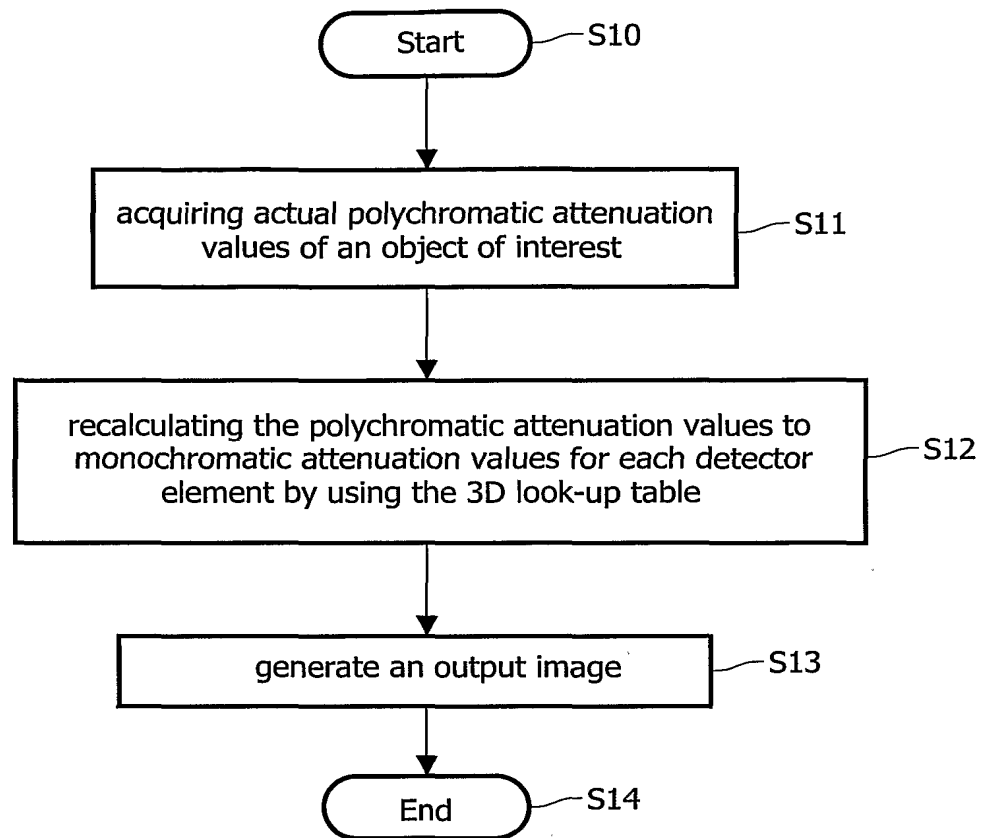 Start
S10
acquiring actual polychromatic attenuation
values of an object of interest
S11
recalculating the polychromatic attenuation values to
monochromatic attenuation values for each detector
element by using the 3D look-up table
S12
generate an output image
S13
End
S14